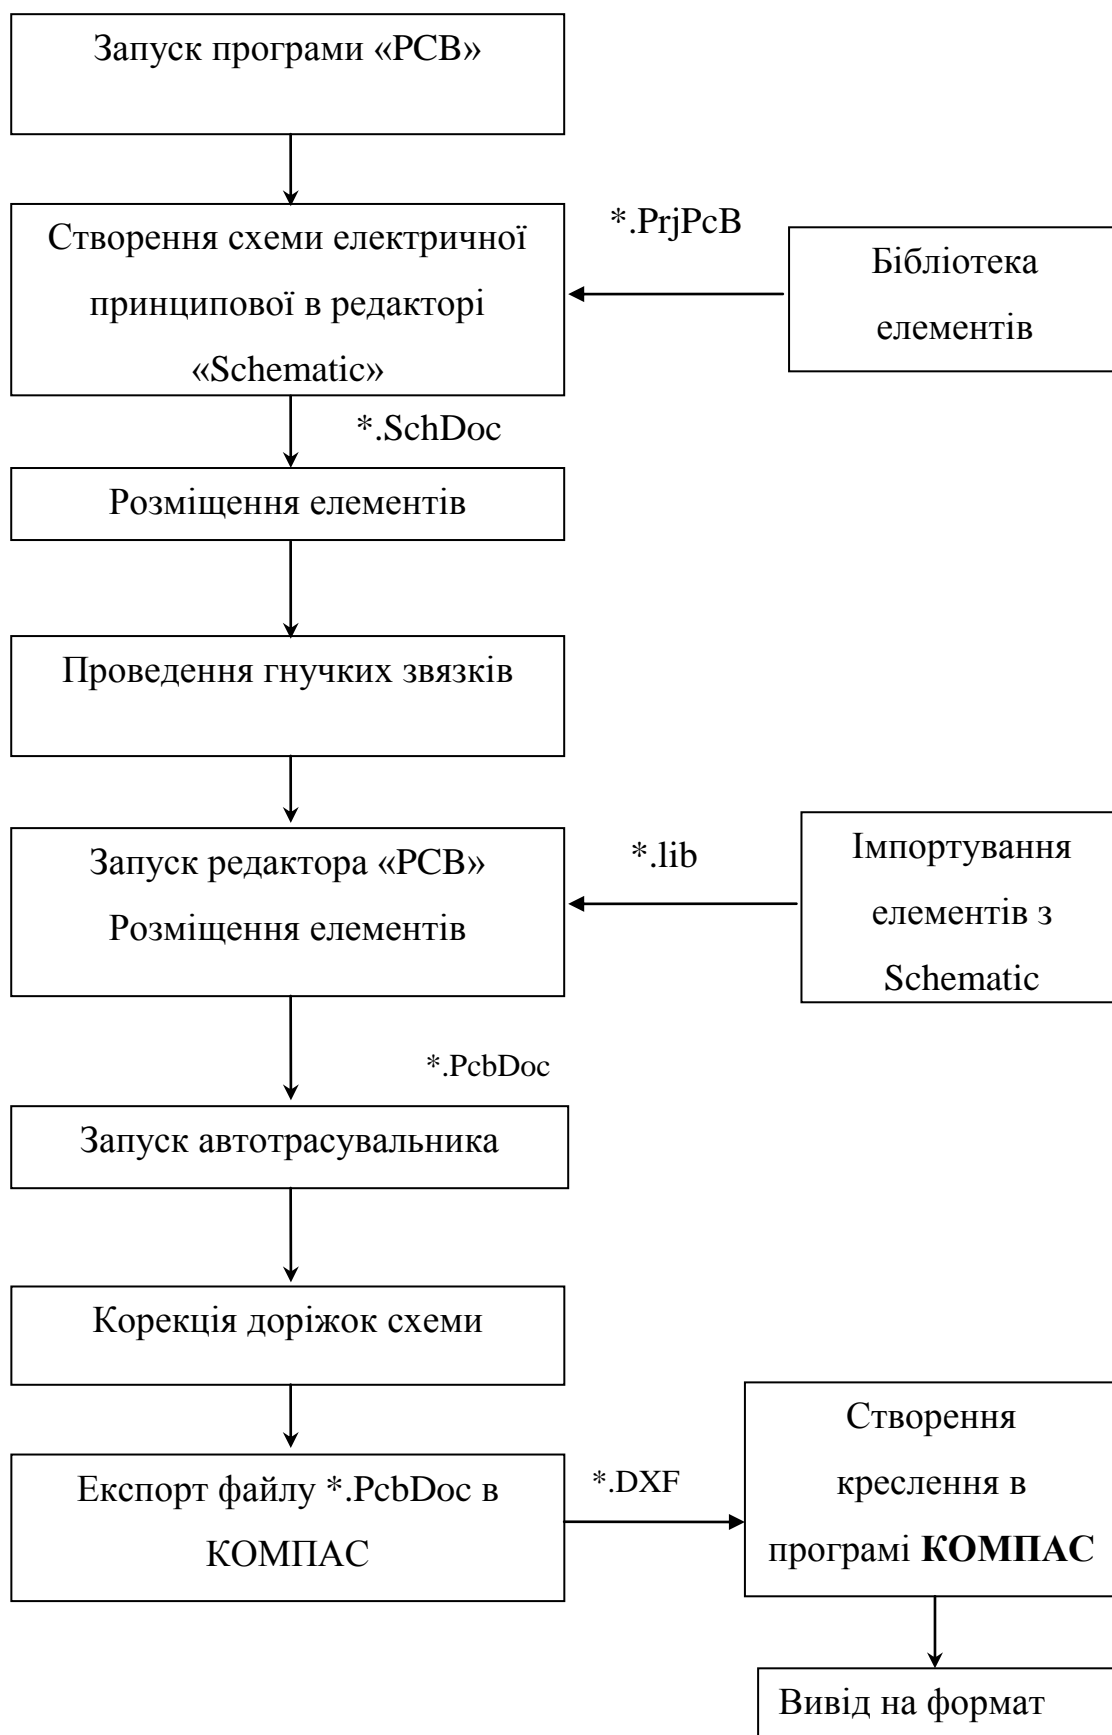 Запуск програми «PCB»
Створення схеми електричної
принципової в редакторі
«Schematic»
*.PrjPcB
Бібліотека
елементів
*.SchDoc
Розміщення елементів
Проведення гнучких звязків
Запуск редактора «PCB»
Розміщення елементів
*.lib
Імпортування
елементів з
Schematic
*.PcbDoc
Запуск автотрасувальника
Корекція доріжок схеми
Експорт файлу *.PcbDoc в
КОМПАС
*.DXF
Створення
креслення в
програмі КОМПАС
Вивід на формат